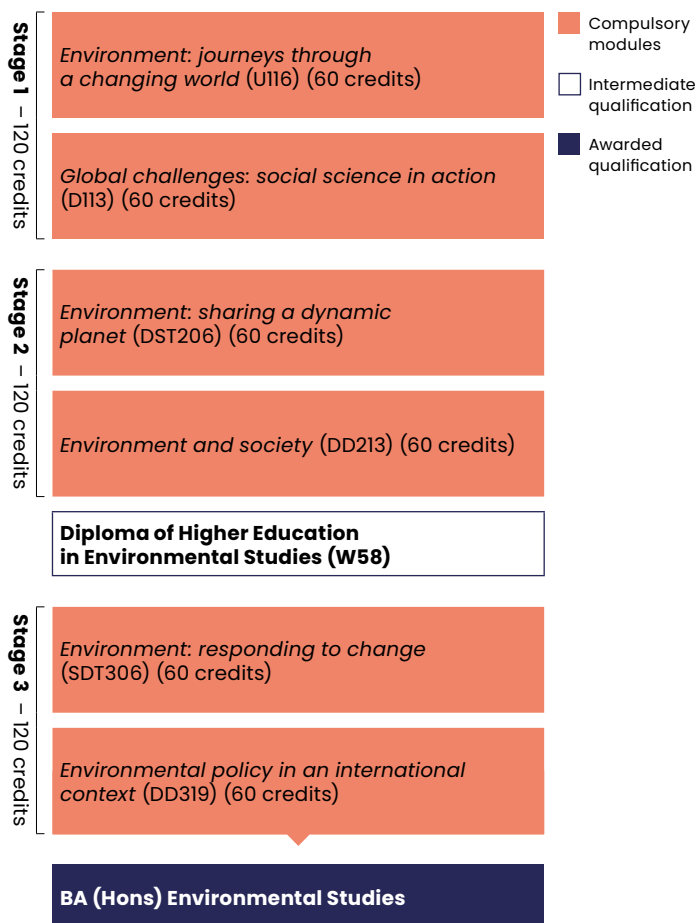 Stage 1 – 120 credits
Environment: journeys through
a changing world (U116) (60 credits)
Global challenges: social science in action
(D113) (60 credits)
Compulsory
modules
Intermediate
qualification
Awarded
qualification
Stage 2 – 120 credits
Environment: sharing a dynamic
planet (DST206) (60 credits)
Environment and society (DD213) (60 credits)
Diploma of Higher Education
in Environmental Studies (W58)
Stage 3 – 120 credits
Environment: responding to change
(SDT306) (60 credits)
Environmental policy in an international
context (DD319) (60 credits)
BA (Hons) Environmental Studies